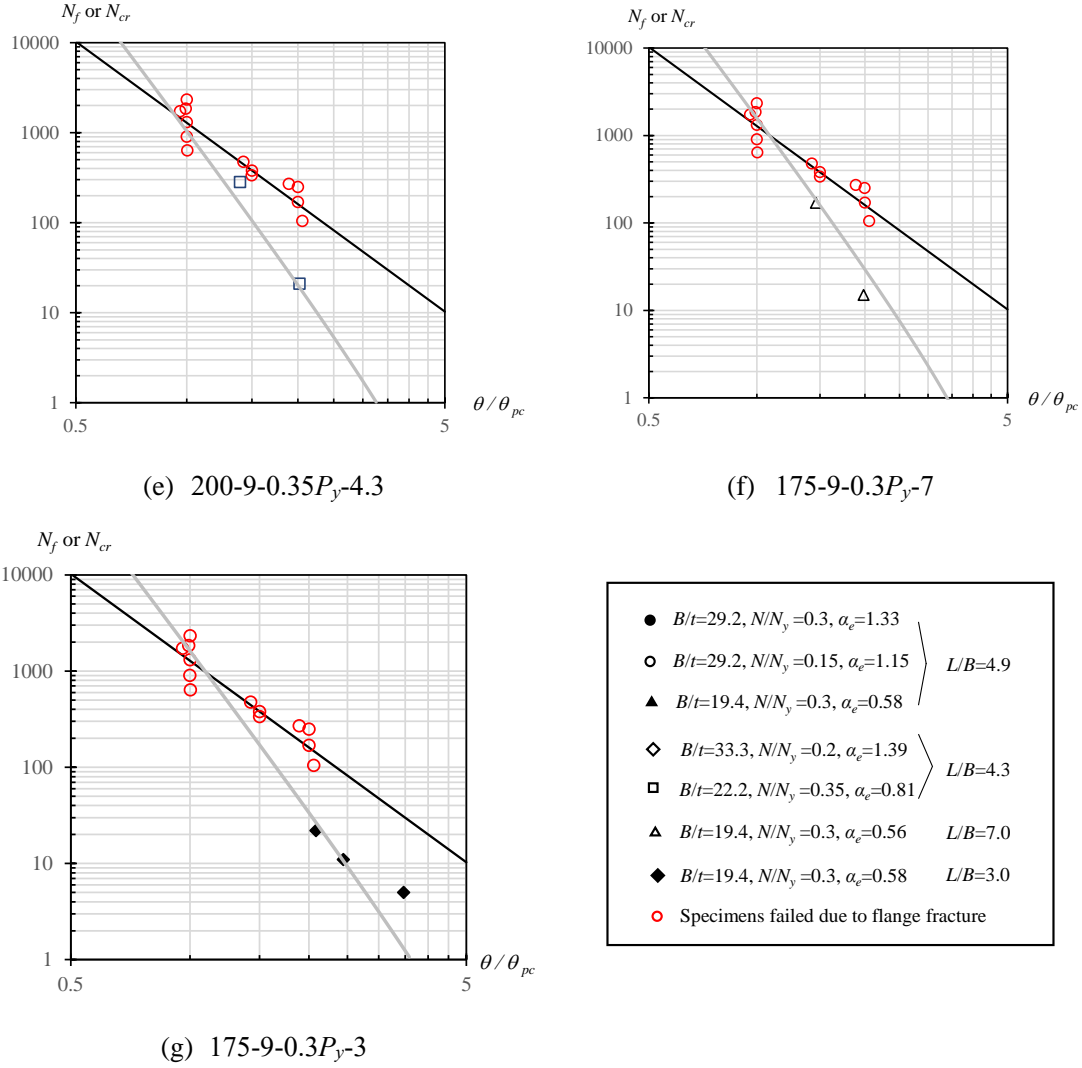 N_f or N_cr
10000
1000
100
10
1
0.5
5
θ / θ_pc
(e) 200-9-0.35P_y-4.3
N_f or N_cr
10000
1000
100
10
1
0.5
5
θ / θ_pc
(f) 175-9-0.3P_y-7
N_f or N_cr
10000
1000
100
10
1
0.5
5
θ / θ_pc
(g) 175-9-0.3P_y-3
B/t=29.2, N/N_y =0.3, α_e=1.33
B/t=29.2, N/N_y =0.15, α_e=1.15
L/B=4.9
B/t=19.4, N/N_y =0.3, α_e=0.58
B/t=33.3, N/N_y =0.2, α_e=1.39
L/B=4.3
B/t=22.2, N/N_y =0.35, α_e=0.81
B/t=19.4, N/N_y =0.3, α_e=0.56 L/B=7.0
B/t=19.4, N/N_y =0.3, α_e=0.58 L/B=3.0
Specimens failed due to flange fracture